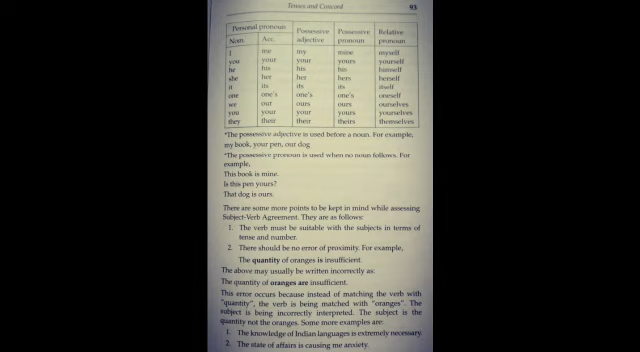 Tenses and Concord 93
Personal pronoun Possessive adjective Possessive pronoun Relative pronoun
Nom. Acc.
I me my mine myself
you your your yours yourself
he his his his himself
she her her hers herself
it its its its itself
one one's one's one's oneself
we our ours ours ourselves
you your your yours yourselves
they their their theirs themselves
*The possessive adjective is used before a noun. For example,
my book, your pen, our dog
*The possessive pronoun is used when no noun follows. For
example,
This book is mine.
Is this pen yours?
That dog is ours.
There are some more points to be kept in mind while assessing
Subject-Verb Agreement. They are as follows:
1. The verb must be suitable with the subjects in terms of
tense and number.
2. There should be no error of proximity. For example,
The quantity of oranges is insufficient.
The above may usually be written incorrectly as:
The quantity of oranges are insufficient.
This error occurs because instead of matching the verb with
"quantity", the verb is being matched with "oranges". The
subject is being incorrectly interpreted. The subject is the
quantity not the oranges. Some more examples are:
1. The knowledge of Indian languages is extremely necessary.
2. The state of affairs is causing me anxiety.